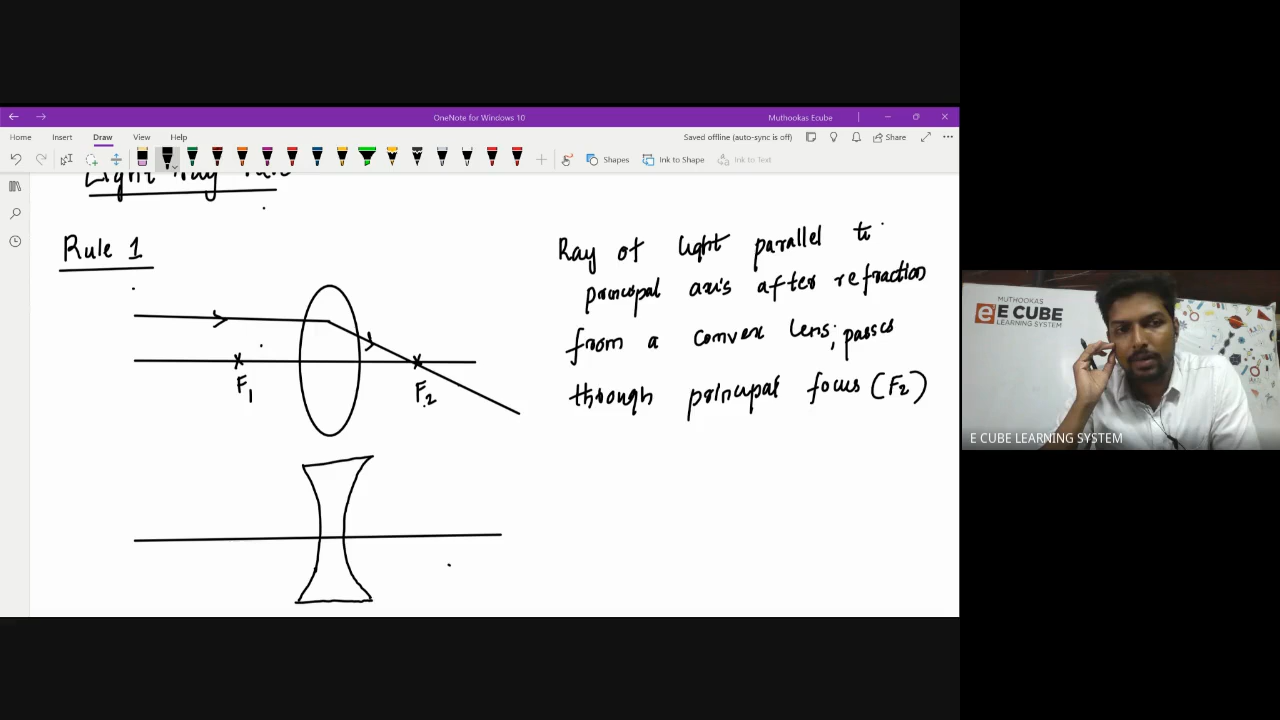 OneNote for Windows 10
Muthookas Ecube
Home Insert Draw View Help
Saved offline (auto-sync is off)
Share
Shapes
Ink to Shape
Ink to Text
Light Ray
Rule 1
F1
F2
Ray of light parallel to
principal axis after refraction
from a convex lens; passes
through principal focus (F2)
MUTHOOKAS
E CUBE
LEARNING SYSTEM
E CUBE LEARNING SYSTEM